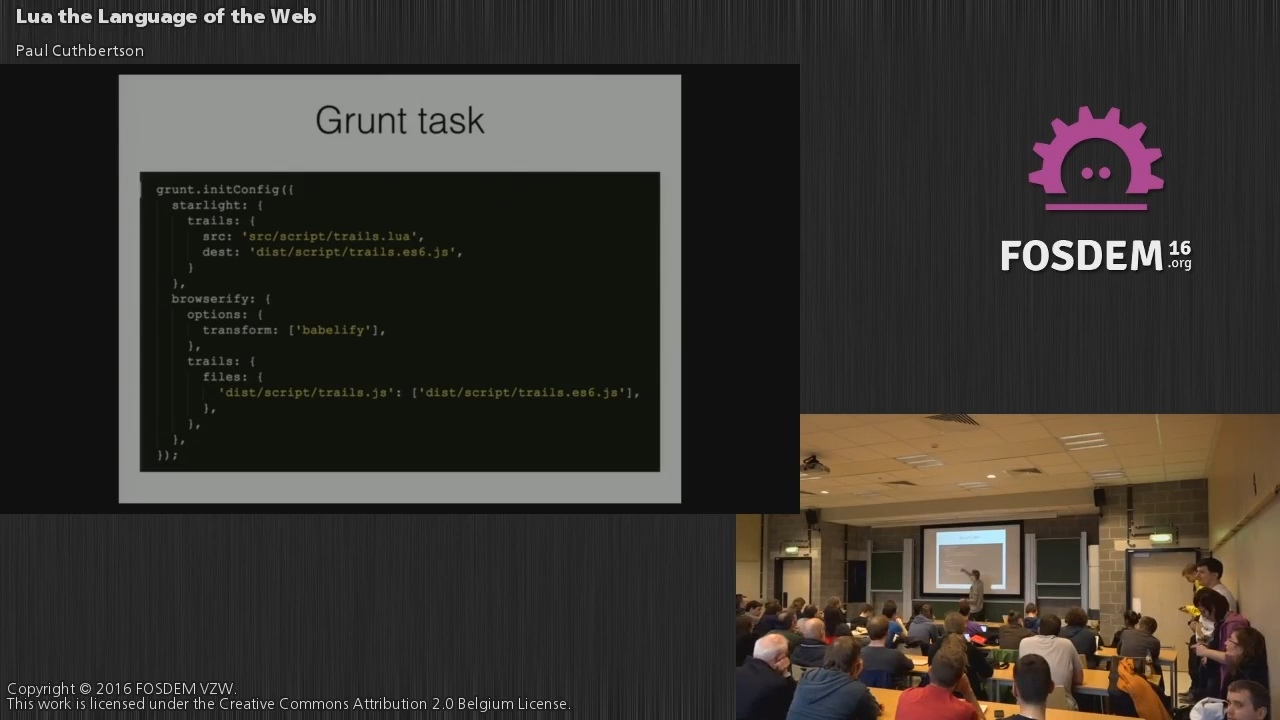 Lua the Language of the Web
Paul Cuthbertson
Grunt task
grunt.initConfig({
starlight: {
trails: {
src: 'src/script/trails.lua',
dest: 'dist/script/trails.es6.js',
}
},
browserify: {
options: {
transform: ['babelify'],
},
trails: {
files: {
'dist/script/trails.js': ['dist/script/trails.es6.js'],
},
},
},
});
FOSDEM 16
.org
Copyright © 2016 FOSDEM VZW.
This work is licensed under the Creative Commons Attribution 2.0 Belgium License.